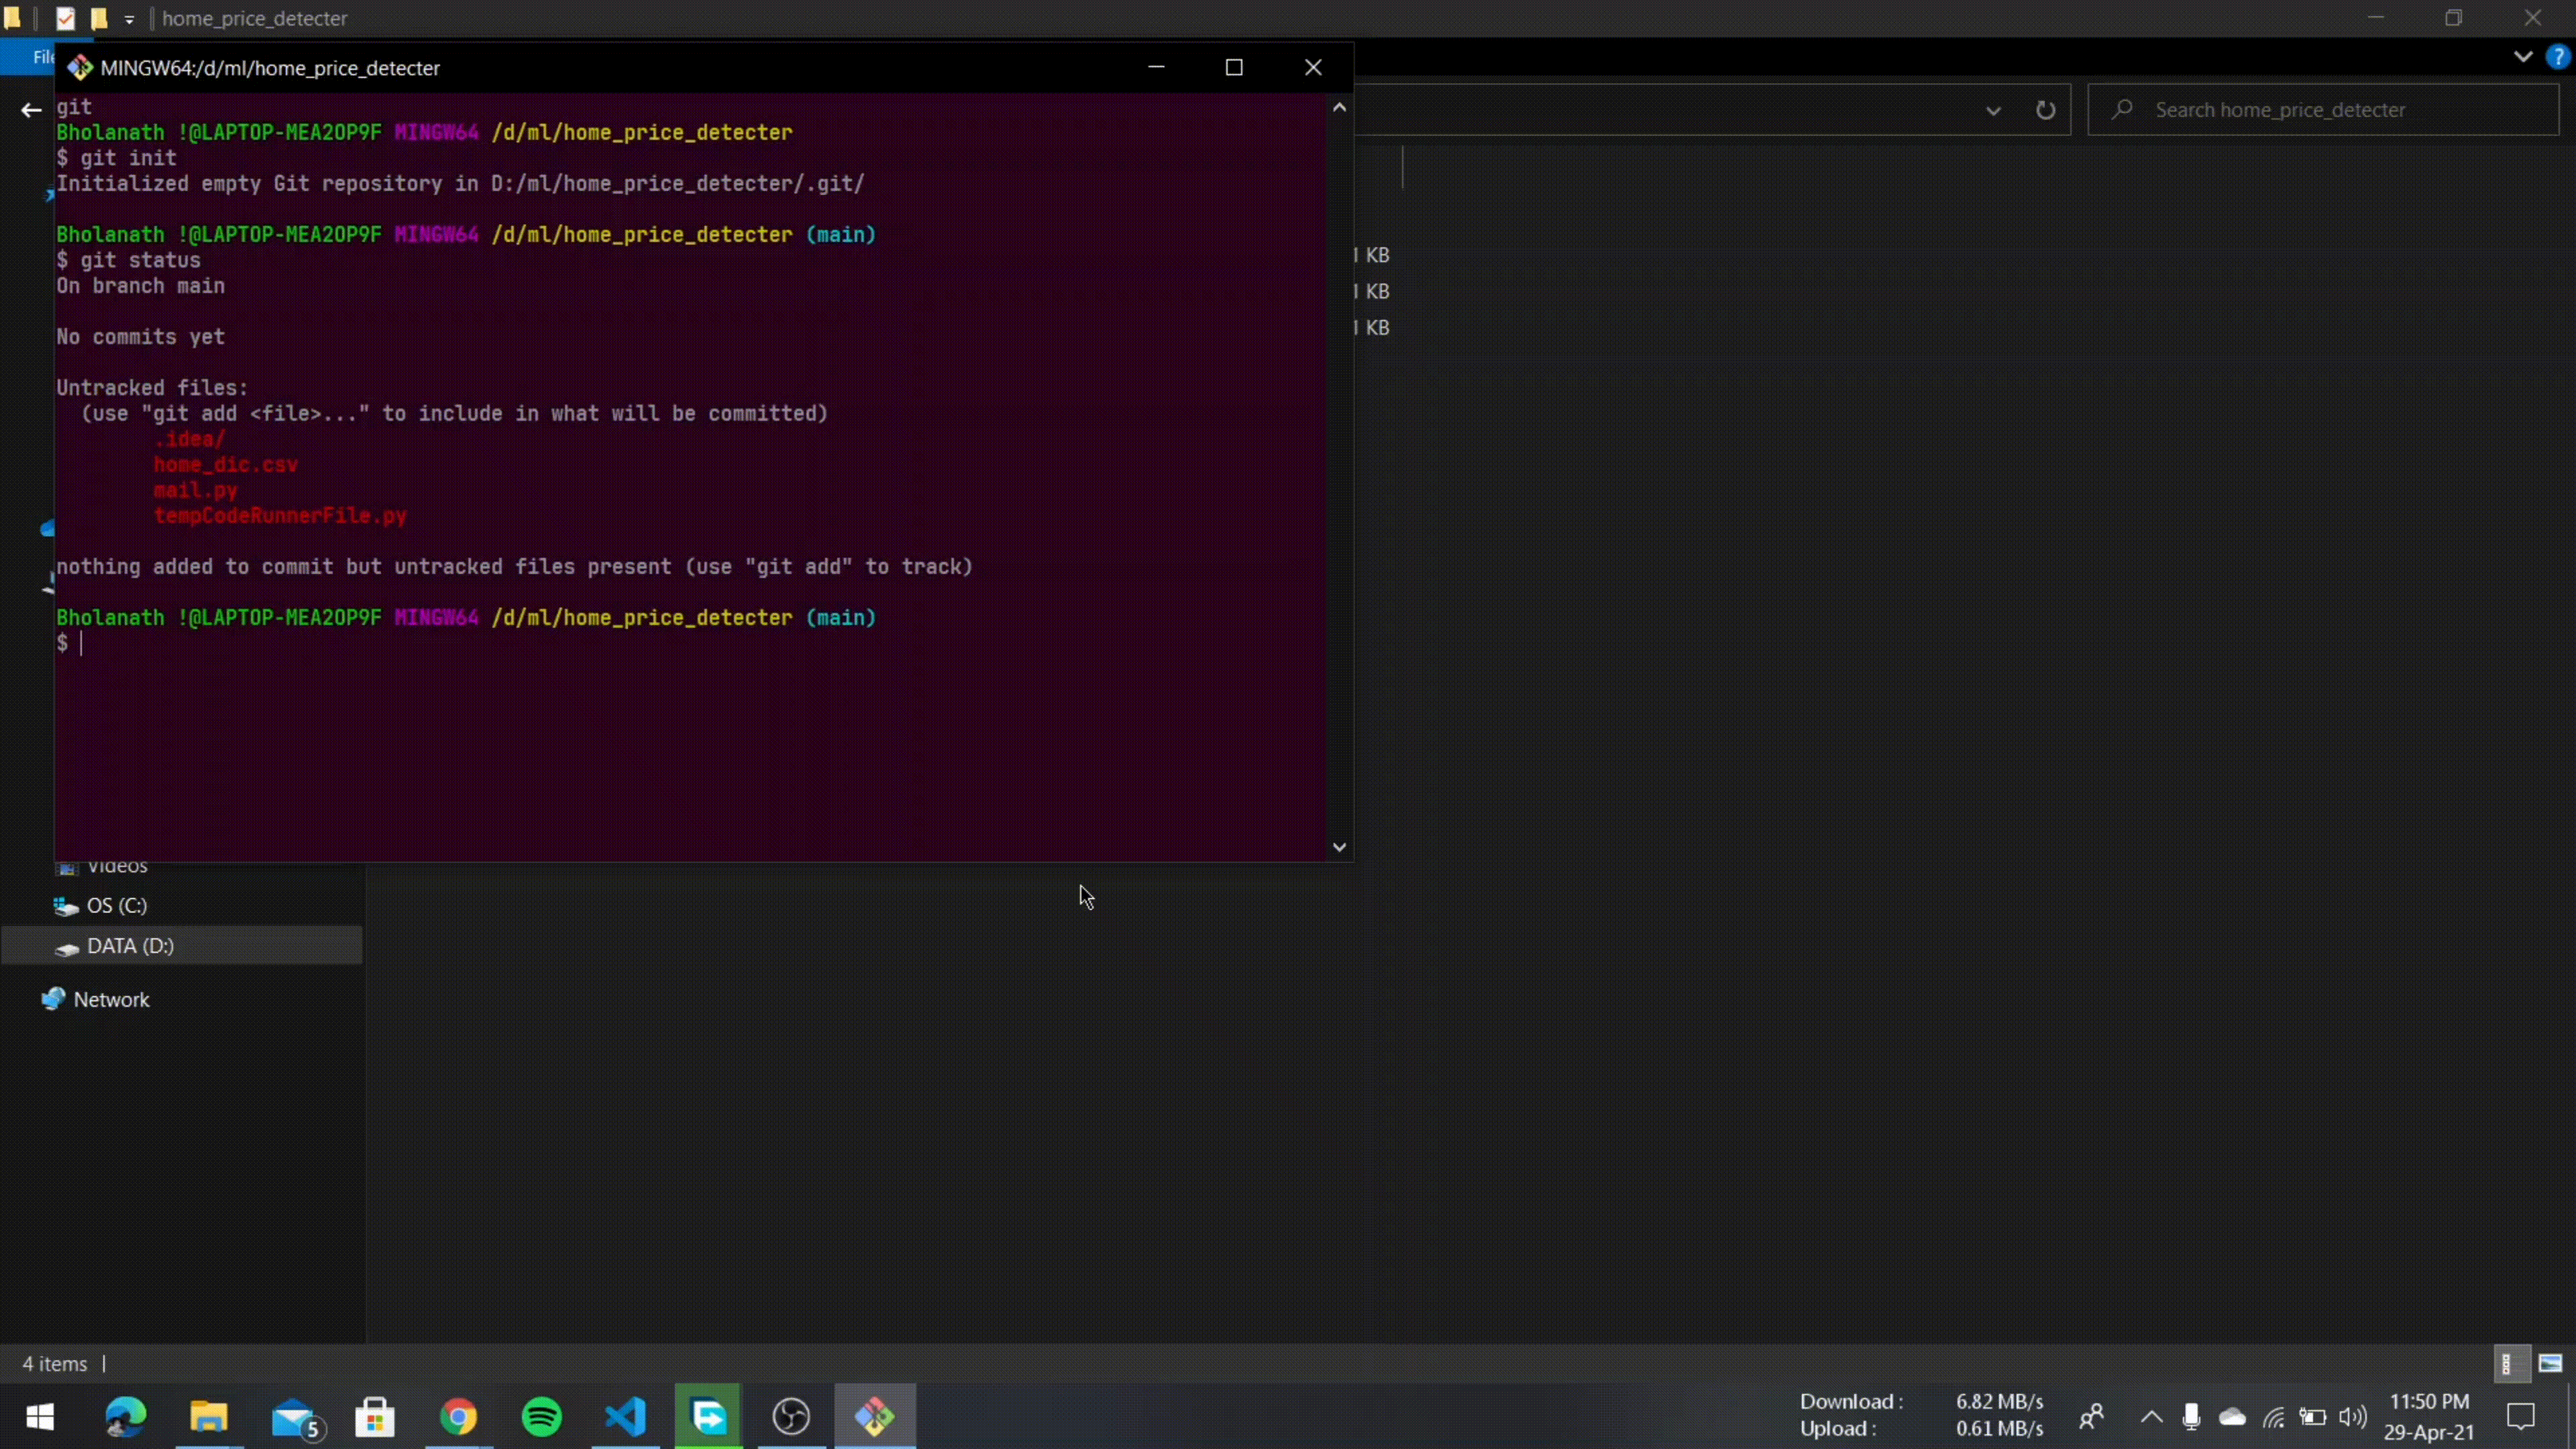 home_price_detecter
File
MINGW64:/d/ml/home_price_detecter
Search home_price_detecter
git
Bholanath !@LAPTOP-MEA2OP9F MINGW64 /d/ml/home_price_detecter
$ git init
Initialized empty Git repository in D:/ml/home_price_detecter/.git/
Bholanath !@LAPTOP-MEA2OP9F MINGW64 /d/ml/home_price_detecter (main)
$ git status
On branch main
No commits yet
Untracked files:
(use "git add <file>..." to include in what will be committed)
.idea/
home_dic.csv
mail.py
tempCodeRunnerFile.py
nothing added to commit but untracked files present (use "git add" to track)
Bholanath !@LAPTOP-MEA2OP9F MINGW64 /d/ml/home_price_detecter (main)
$
1 KB
1 KB
1 KB
Videos
OS (C:)
DATA (D:)
Network
4 items
5
Download : 6.82 MB/s
Upload : 0.61 MB/s
11:50 PM
29-Apr-21